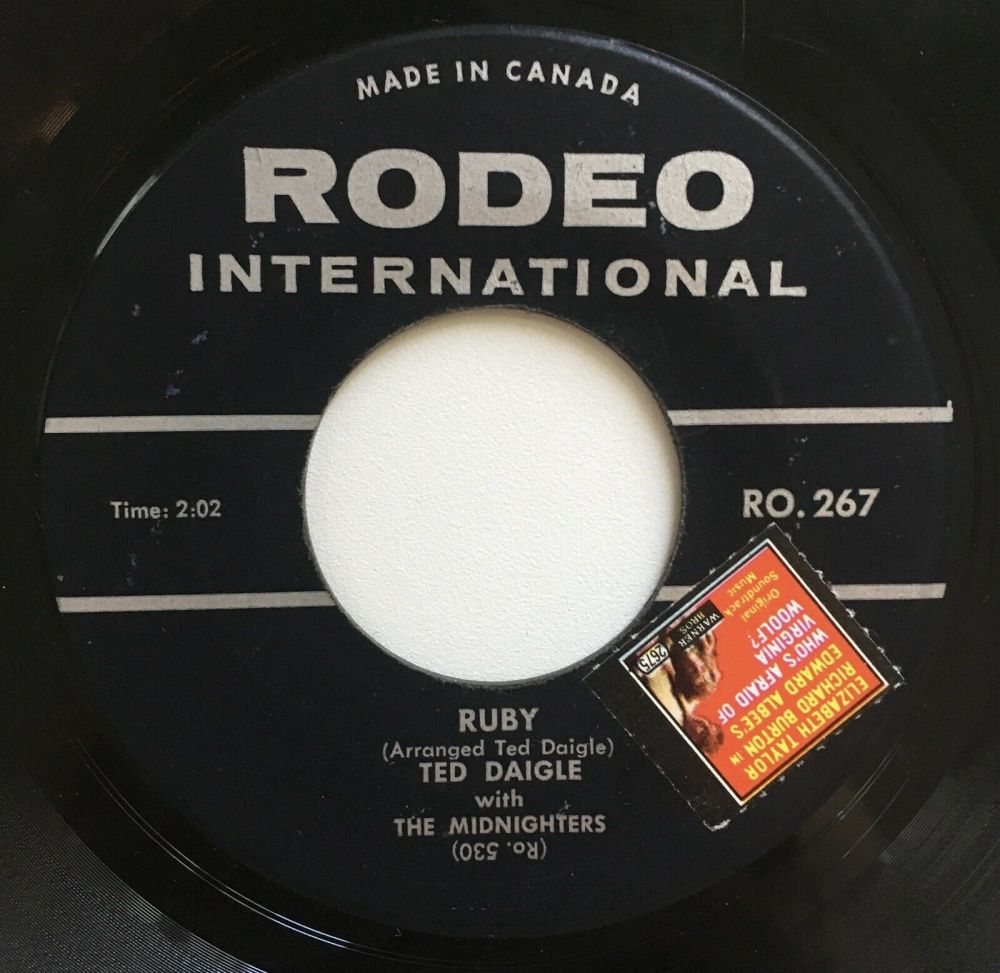 MADE IN CANADA
RODEO
INTERNATIONAL
Time: 2:02
RO. 267
RUBY
(Arranged Ted Daigle)
TED DAIGLE
with
THE MIDNIGHTERS
(Ro. 530)
ELIZABETH TAYLOR
RICHARD BURTON IN
EDWARD ALBEE'S
WHO'S AFRAID OF
VIRGINIA
WOOLF?
Original
Soundtrack
Music
WARNER
BROS
2675